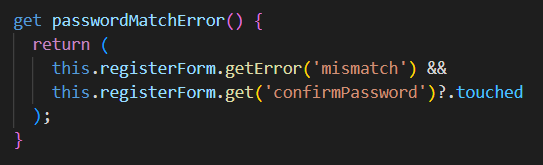 get passwordMatchError() {
  return (
    this.registerForm.getError('mismatch') &&
    this.registerForm.get('confirmPassword')?.touched
  );
}